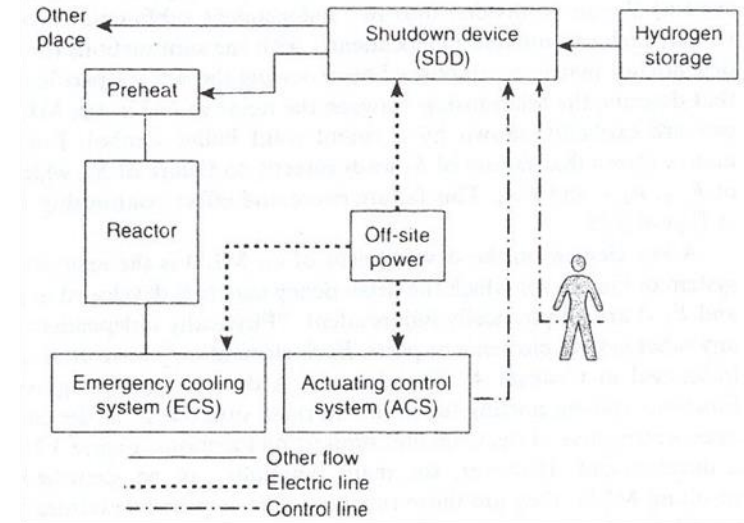 Other
place
Shutdown device
(SDD)
Hydrogen
storage
Preheat
Reactor
Off-site
power
Emergency cooling
system (ECS)
Actuating control
system (ACS)
Other flow
Electric line
Control line